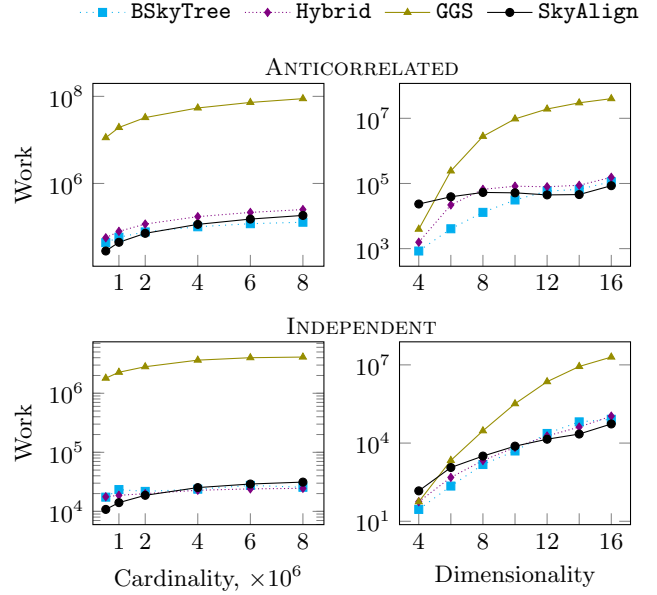 BSkyTree Hybrid GGS SkyAlign
ANTICORRELATED
Work
10^8
10^6
1 2 4 6 8
10^7
10^5
10^3
4 8 12 16
INDEPENDENT
Work
10^6
10^5
10^4
1 2 4 6 8
Cardinality, ×10^6
10^7
10^4
10^1
4 8 12 16
Dimensionality